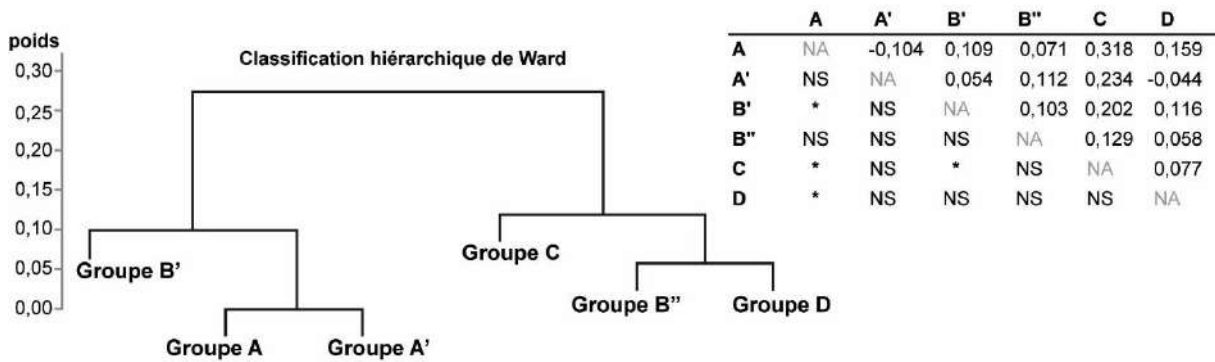 A A' B' B" C D
A NA -0,104 0,109 0,071 0,318 0,159
A' NS NA 0,054 0,112 0,234 -0,044
B' * NS NA 0,103 0,202 0,116
B" NS NS NS NA 0,129 0,058
C * NS * NS NA 0,077
D * NS NS NS NS NA
poids
Classification hiérarchique de Ward
0,30
0,25
0,20
0,15
0,10
0,05
0,00
Groupe B’
Groupe C
Groupe B’’
Groupe D
Groupe A
Groupe A’